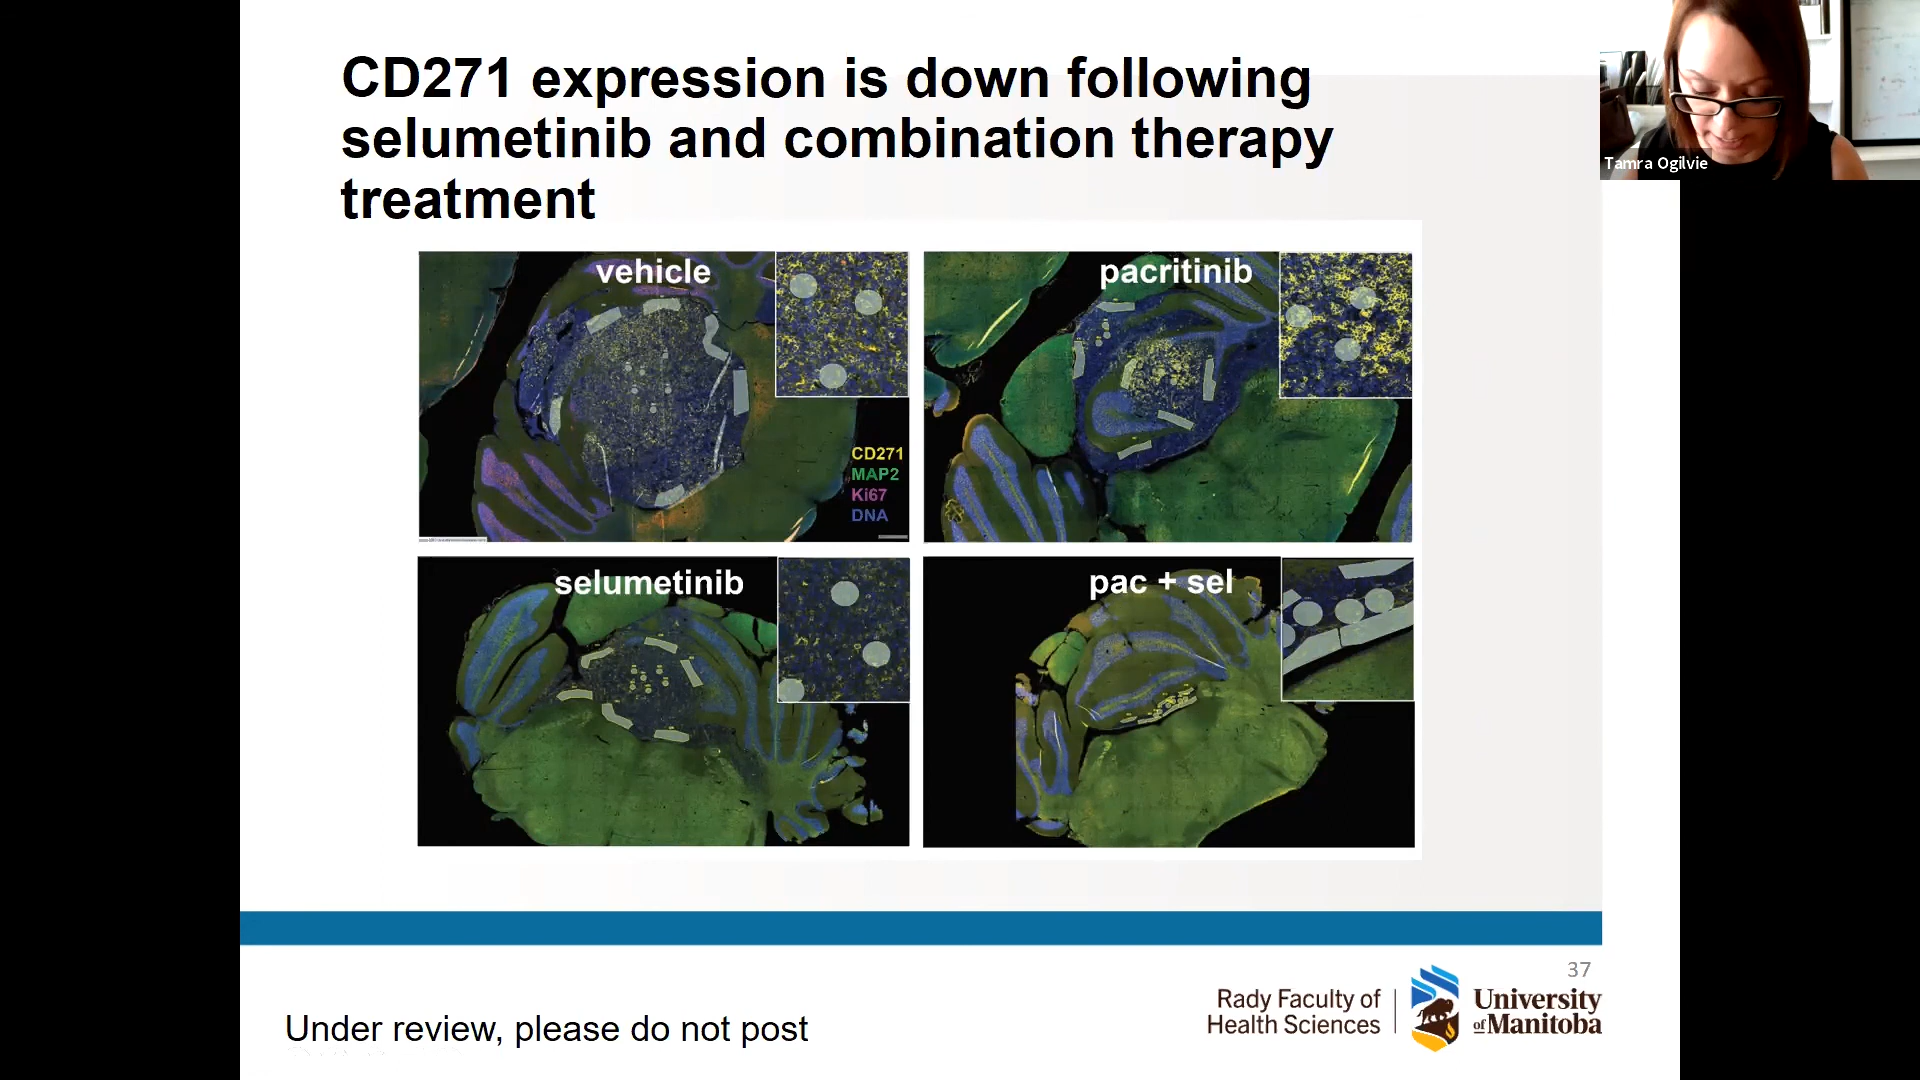 CD271 expression is down following
selumetinib and combination therapy
treatment
Tamra Ogilvie
vehicle
pacritinib
CD271
MAP2
Ki67
DNA
selumetinib
pac + sel
37
Under review, please do not post
Rady Faculty of
Health Sciences
University
of Manitoba